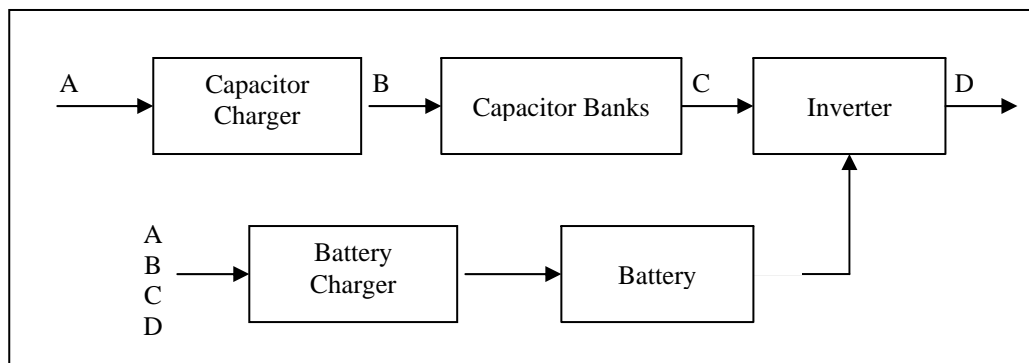 A
Capacitor
Charger
B
Capacitor Banks
C
Inverter
D
A
B
C
D
Battery
Charger
Battery